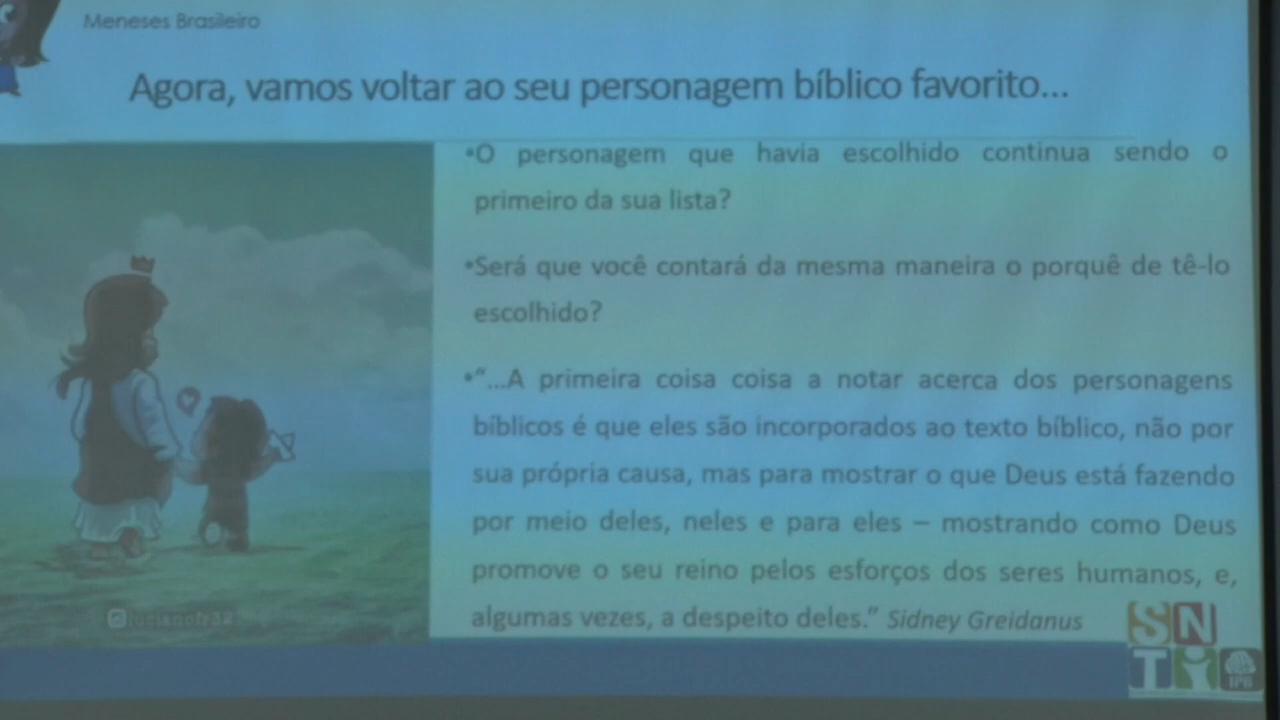 Meneses Brasileiro
Agora, vamos voltar ao seu personagem bíblico favorito...
•O personagem que havia escolhido continua sendo o
primeiro da sua lista?
•Será que você contará da mesma maneira o porquê de tê-lo
escolhido?
•“...A primeira coisa coisa a notar acerca dos personagens
bíblicos é que eles são incorporados ao texto bíblico, não por
sua própria causa, mas para mostrar o que Deus está fazendo
por meio deles, neles e para eles – mostrando como Deus
promove o seu reino pelos esforços dos seres humanos, e,
algumas vezes, a despeito deles.” Sidney Greidanus
SN
TI IPB